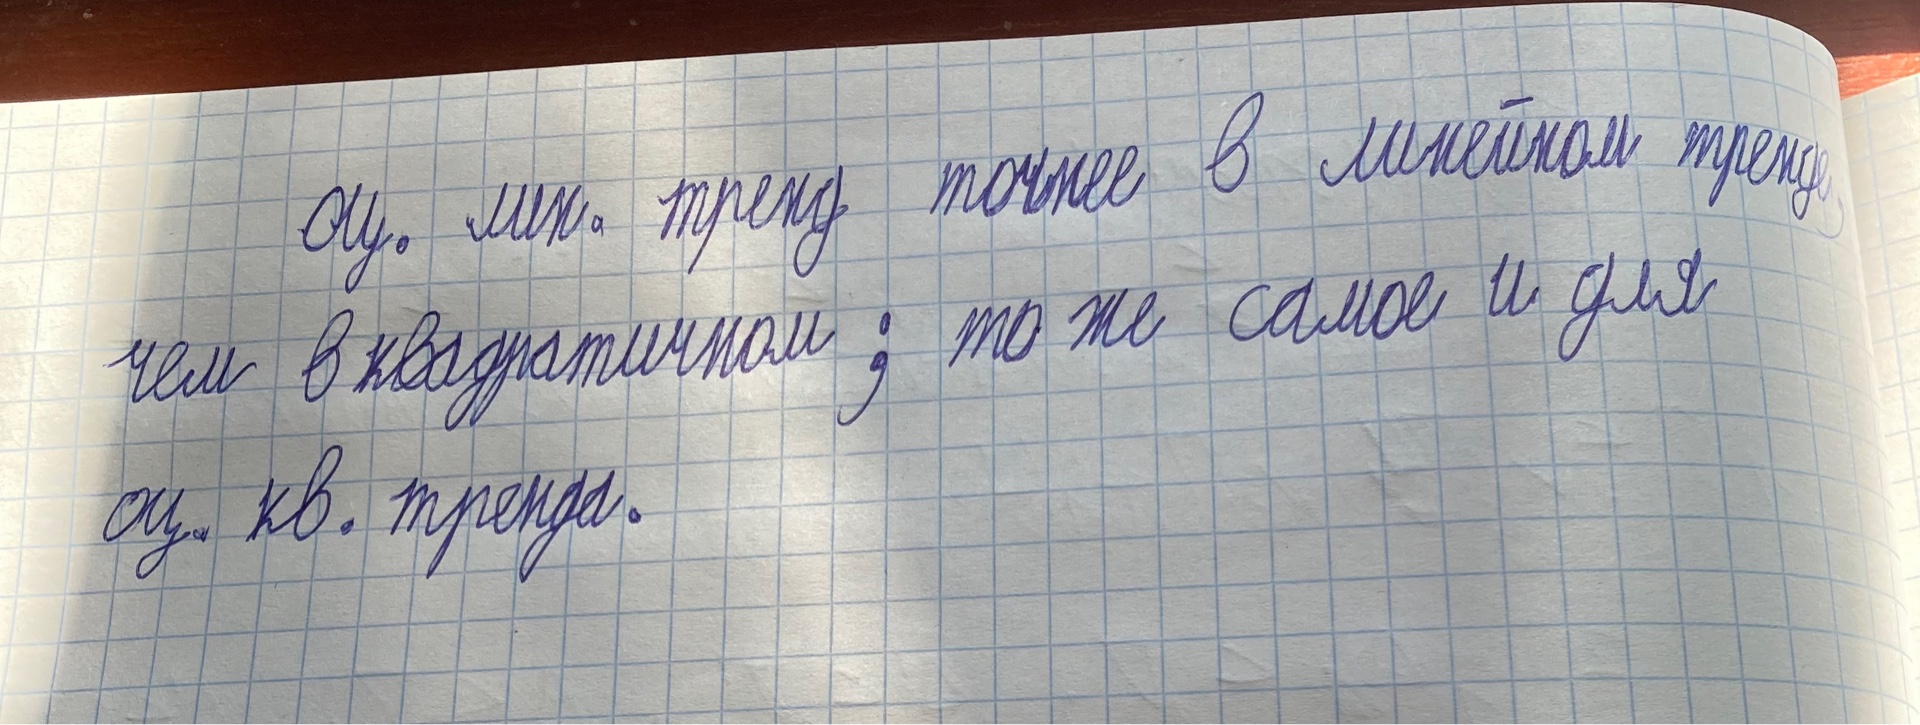 оц. лин. тренд точнее в линейном тренде,
чем в квадратичном; то же самое и для
оц. кв. тренда.